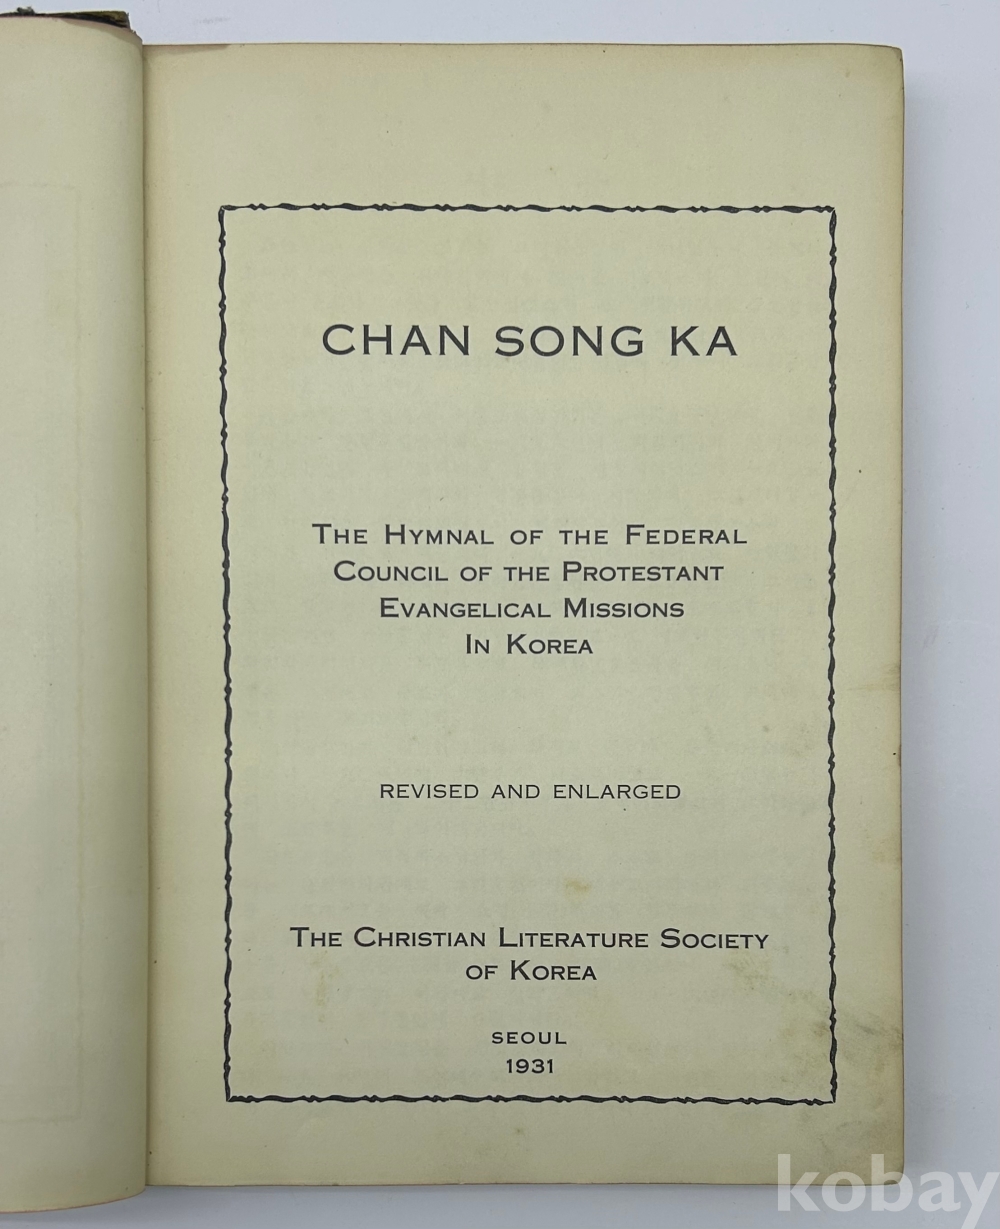 CHAN SONG KA
THE HYMNAL OF THE FEDERAL
COUNCIL OF THE PROTESTANT
EVANGELICAL MISSIONS
IN KOREA
REVISED AND ENLARGED
THE CHRISTIAN LITERATURE SOCIETY
OF KOREA
SEOUL
1931
kobay